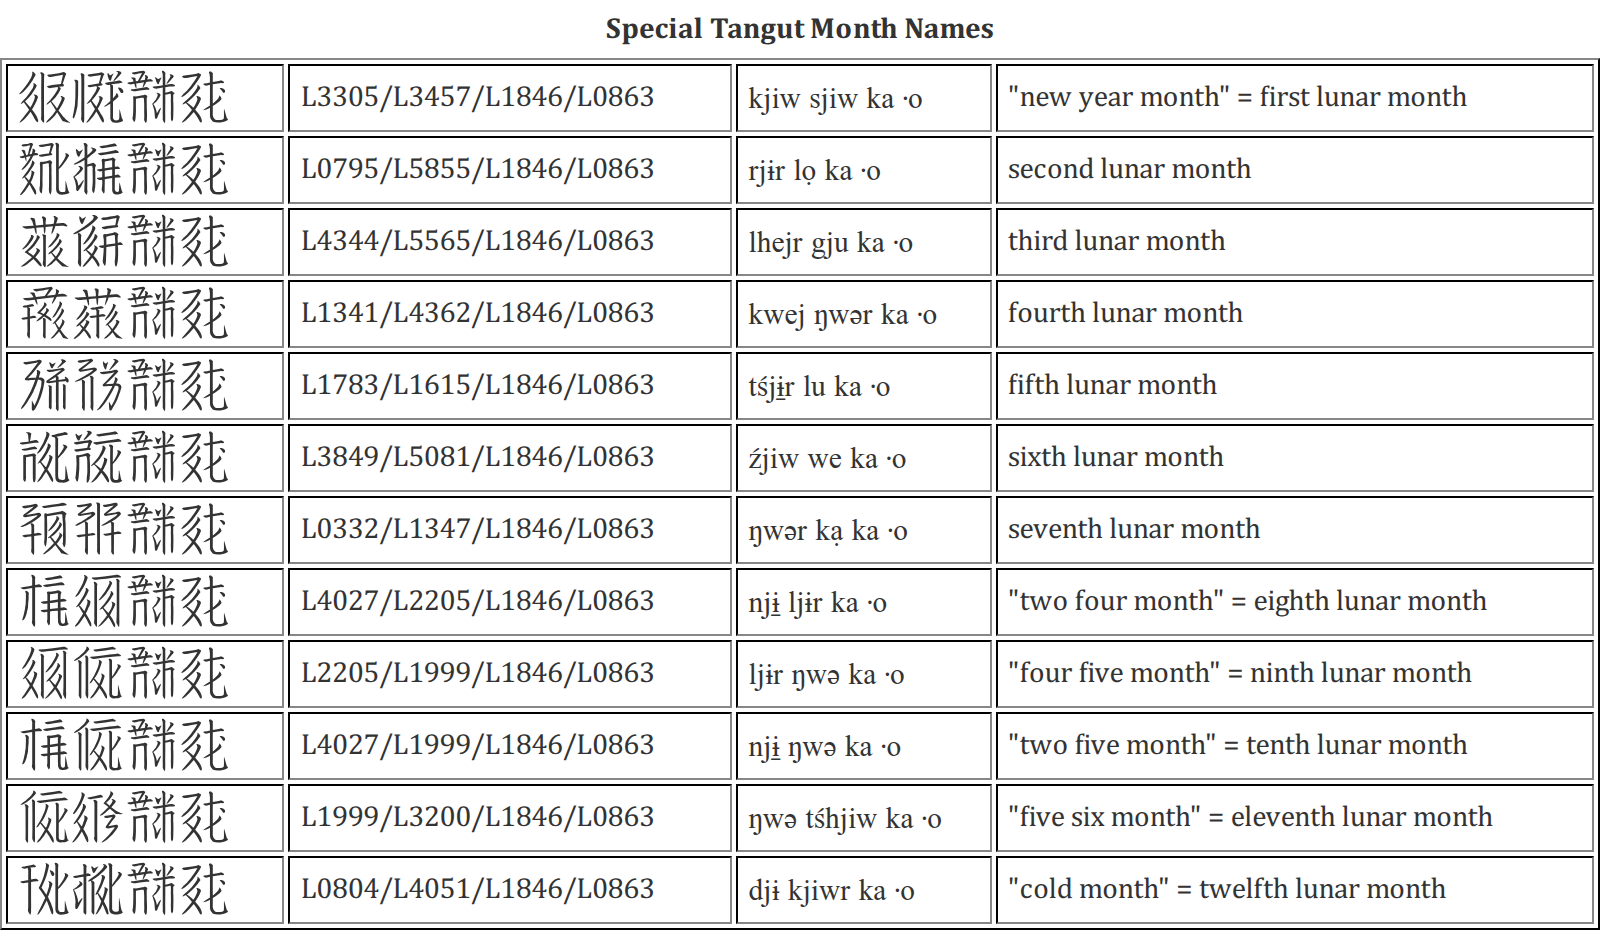 Special Tangut Month Names
L3305/L3457/L1846/L0863 kjiw sjiw ka ·o "new year month" = first lunar month
L0795/L5855/L1846/L0863 rjɨr lọ ka ·o second lunar month
L4344/L5565/L1846/L0863 lhejr gju ka ·o third lunar month
L1341/L4362/L1846/L0863 kwej ŋwər ka ·o fourth lunar month
L1783/L1615/L1846/L0863 tśjɨ̱r lu ka ·o fifth lunar month
L3849/L5081/L1846/L0863 źjiw we ka ·o sixth lunar month
L0332/L1347/L1846/L0863 ŋwər kạ ka ·o seventh lunar month
L4027/L2205/L1846/L0863 njɨ̱ ljɨr ka ·o "two four month" = eighth lunar month
L2205/L1999/L1846/L0863 ljɨr ŋwə ka ·o "four five month" = ninth lunar month
L4027/L1999/L1846/L0863 njɨ̱ ŋwə ka ·o "two five month" = tenth lunar month
L1999/L3200/L1846/L0863 ŋwə tśhjiw ka ·o "five six month" = eleventh lunar month
L0804/L4051/L1846/L0863 djɨ kjiwr ka ·o "cold month" = twelfth lunar month